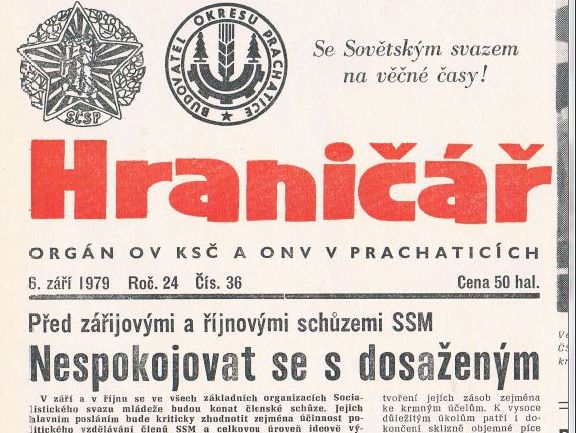 SČSP
BUDOVATEL OKRESU PRACHATICE
Se Sovětským svazem
na věčné časy!
Hraničář
ORGÁN OV KSČ A ONV V PRACHATICÍCH
6. září 1979 Roč. 24 Čís. 36 Cena 50 hal.
Před zářijovými a říjnovými schůzemi SSM
Nespokojovat se s dosaženým
V září a v říjnu se ve všech základních organizacích Socia-
listického svazu mládeže budou konat členské schůze. Jejich
hlavním posláním bude kriticky zhodnotit zejména účinnost po-
litického vzdělávání členů SSM a celkovou úroveň ideově vý-
tvoření jejich zásob zejména
ke krmným účelům. K vysoce
důležitým úkolům patří i do-
končení sklizně objemné píce